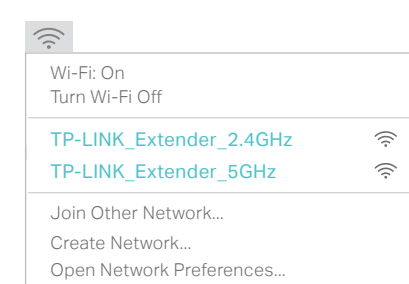 Wi-Fi: On
Turn Wi-Fi Off
TP-LINK_Extender_2.4GHz
TP-LINK_Extender_5GHz
Join Other Network...
Create Network...
Open Network Preferences...